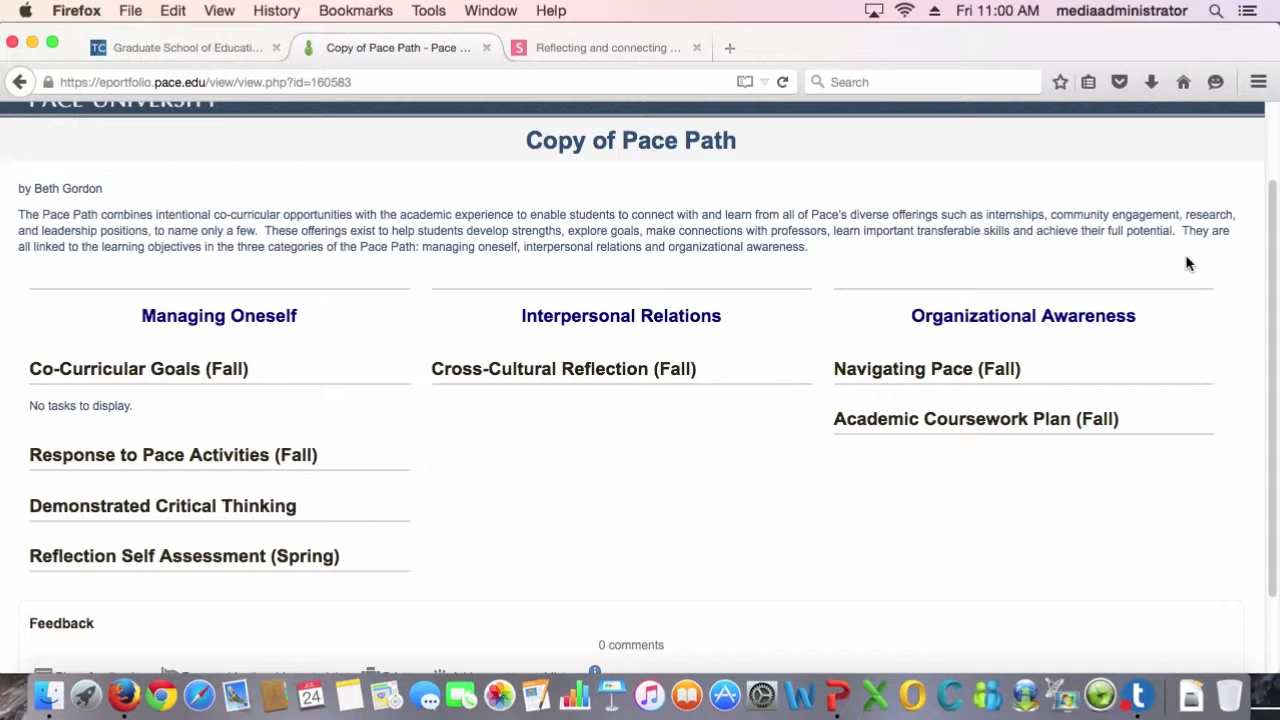 Firefox File Edit View History Bookmarks Tools Window Help Fri 11:00 AM mediaadministrator
TC Graduate School of Educati... Copy of Pace Path - Pace ... S Reflecting and connecting ...
https://eportfolio.pace.edu/view/view.php?id=160583 Search
PACE UNIVERSITY
Copy of Pace Path
by Beth Gordon
The Pace Path combines intentional co-curricular opportunities with the academic experience to enable students to connect with and learn from all of Pace's diverse offerings such as internships, community engagement, research,
and leadership positions, to name only a few. These offerings exist to help students develop strengths, explore goals, make connections with professors, learn important transferable skills and achieve their full potential. They are
all linked to the learning objectives in the three categories of the Pace Path: managing oneself, interpersonal relations and organizational awareness.
Managing Oneself
Co-Curricular Goals (Fall)
No tasks to display.
Response to Pace Activities (Fall)
Demonstrated Critical Thinking
Reflection Self Assessment (Spring)
Interpersonal Relations
Cross-Cultural Reflection (Fall)
Organizational Awareness
Navigating Pace (Fall)
Academic Coursework Plan (Fall)
Feedback
0 comments
24